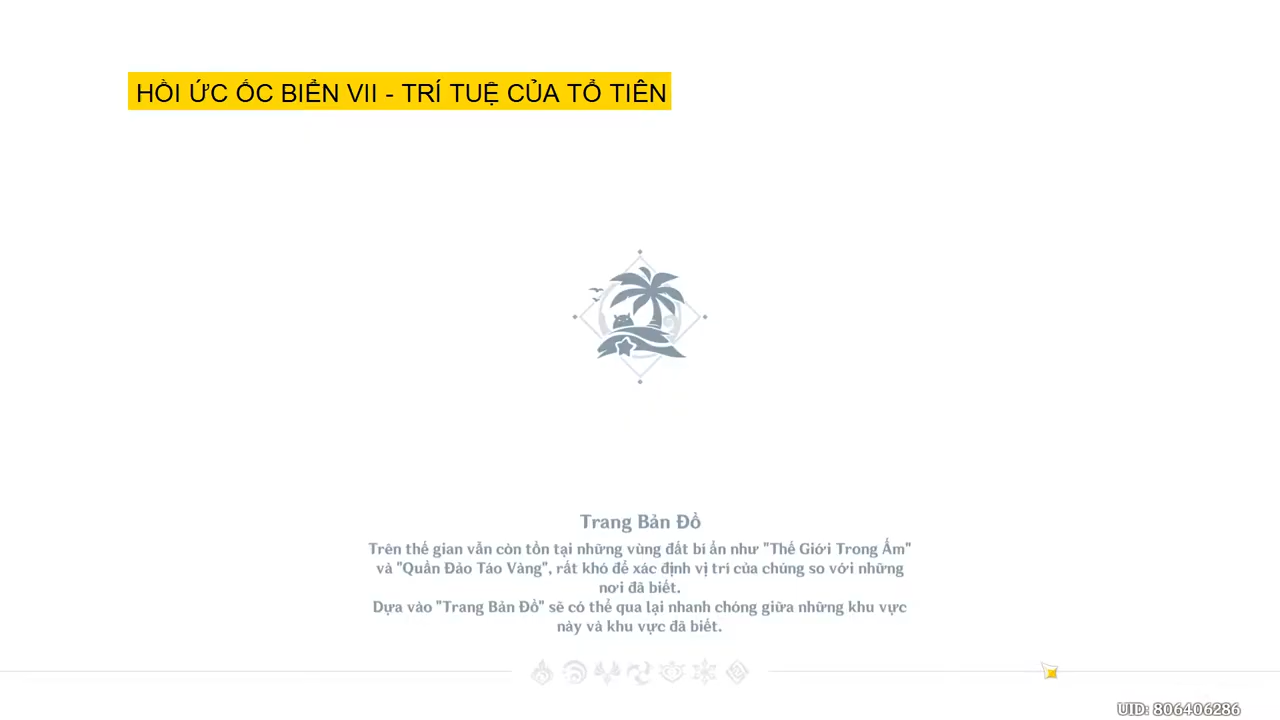 HỒI ỨC ỐC BIỂN VII - TRÍ TUỆ CỦA TỔ TIÊN
Trang Bản Đồ
Trên thế gian vẫn còn tồn tại những vùng đất bí ẩn như "Thế Giới Trong Ấm"
và "Quần Đảo Táo Vàng", rất khó để xác định vị trí của chúng so với những
nơi đã biết.
Dựa vào "Trang Bản Đồ" sẽ có thể qua lại nhanh chóng giữa những khu vực
này và khu vực đã biết.
UID: 806406286